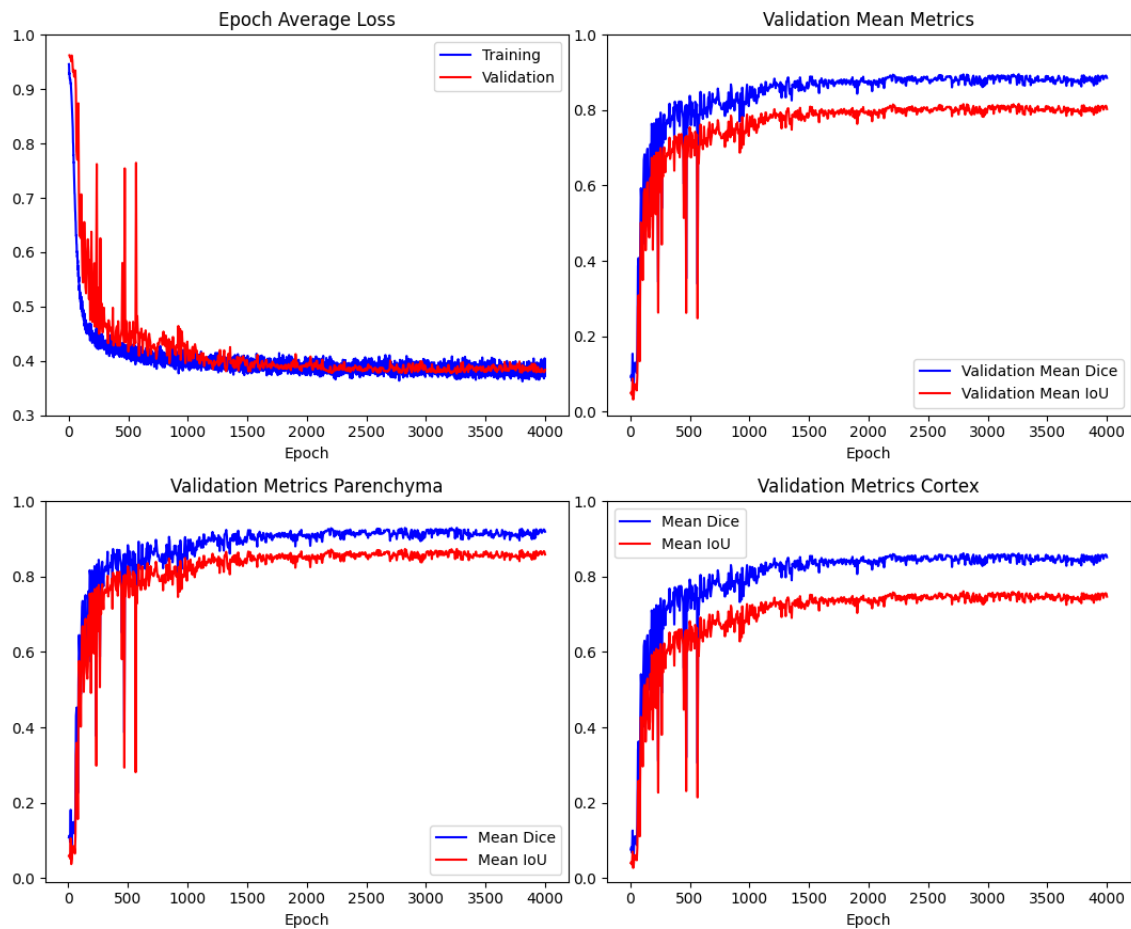 Epoch Average Loss
1.0
0.9
0.8
0.7
0.6
0.5
0.4
0.3
Training
Validation
0 500 1000 1500 2000 2500 3000 3500 4000
Epoch
Validation Mean Metrics
1.0
0.8
0.6
0.4
0.2
0.0
Validation Mean Dice
Validation Mean IoU
0 500 1000 1500 2000 2500 3000 3500 4000
Epoch
Validation Metrics Parenchyma
1.0
0.8
0.6
0.4
0.2
0.0
Mean Dice
Mean IoU
0 500 1000 1500 2000 2500 3000 3500 4000
Epoch
Validation Metrics Cortex
1.0
0.8
0.6
0.4
0.2
0.0
Mean Dice
Mean IoU
0 500 1000 1500 2000 2500 3000 3500 4000
Epoch